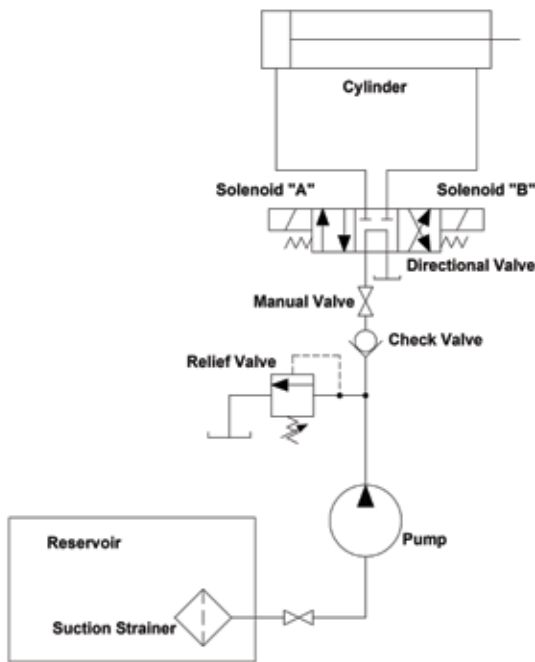 Cylinder
Solenoid "A"
Solenoid "B"
Directional Valve
Manual Valve
Check Valve
Relief Valve
Reservoir
Pump
Suction Strainer